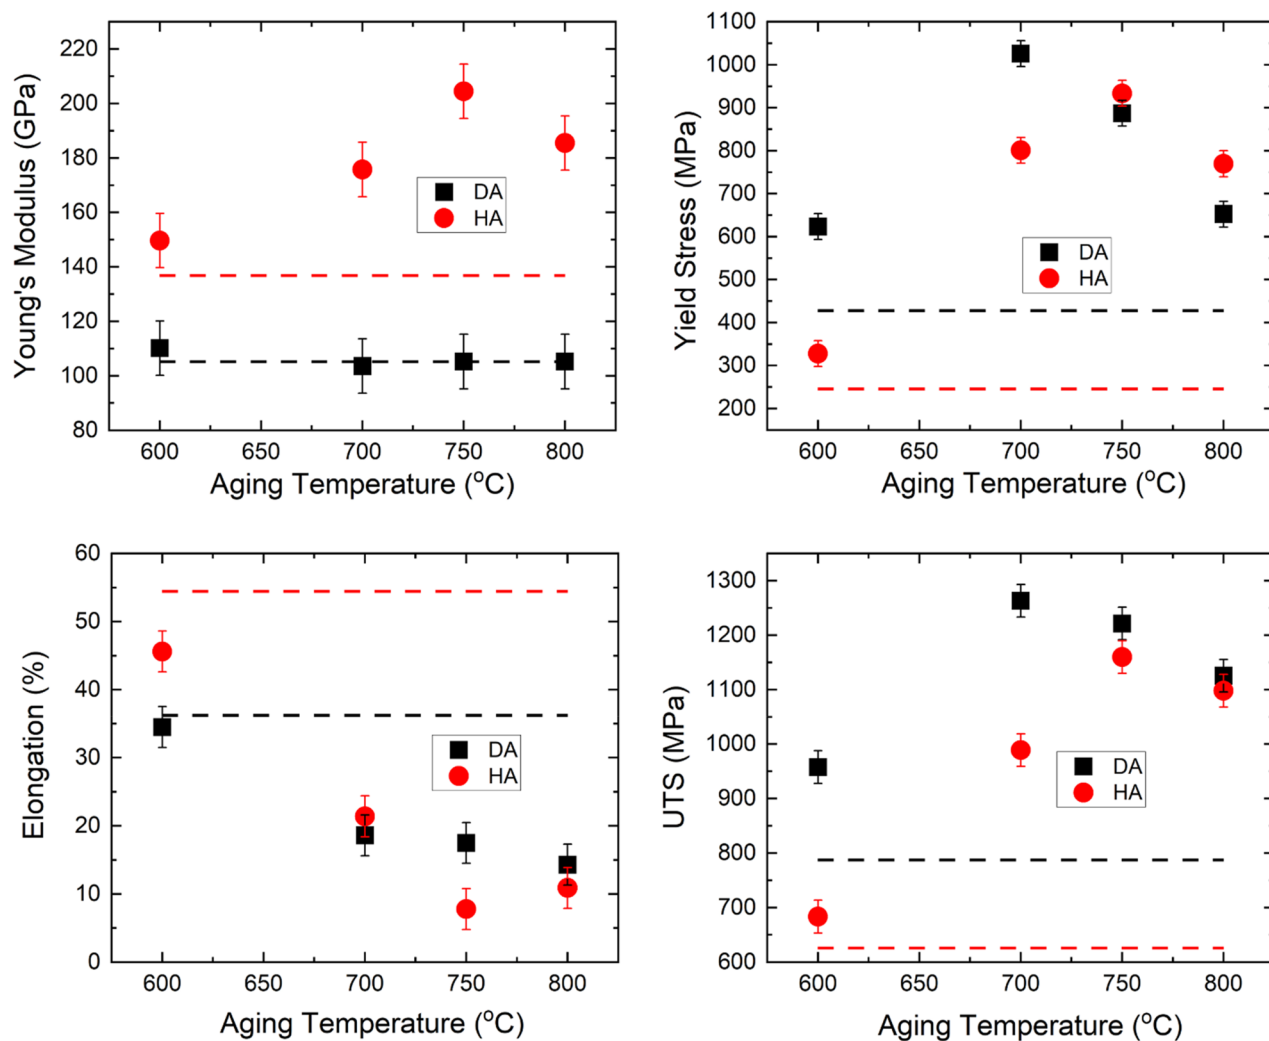 Young's Modulus (GPa)
220
200
180
160
140
120
100
80
DA
HA
600 650 700 750 800
Aging Temperature (°C)
Yield Stress (MPa)
1000
900
800
700
600
500
400
300
200
DA
HA
600 650 700 750 800
Aging Temperature (°C)
Elongation (%)
60
50
40
30
20
10
0
DA
HA
600 650 700 750 800
Aging Temperature (°C)
UTS (MPa)
1300
1200
1100
1000
900
800
700
600
DA
HA
600 650 700 750 800
Aging Temperature (°C)